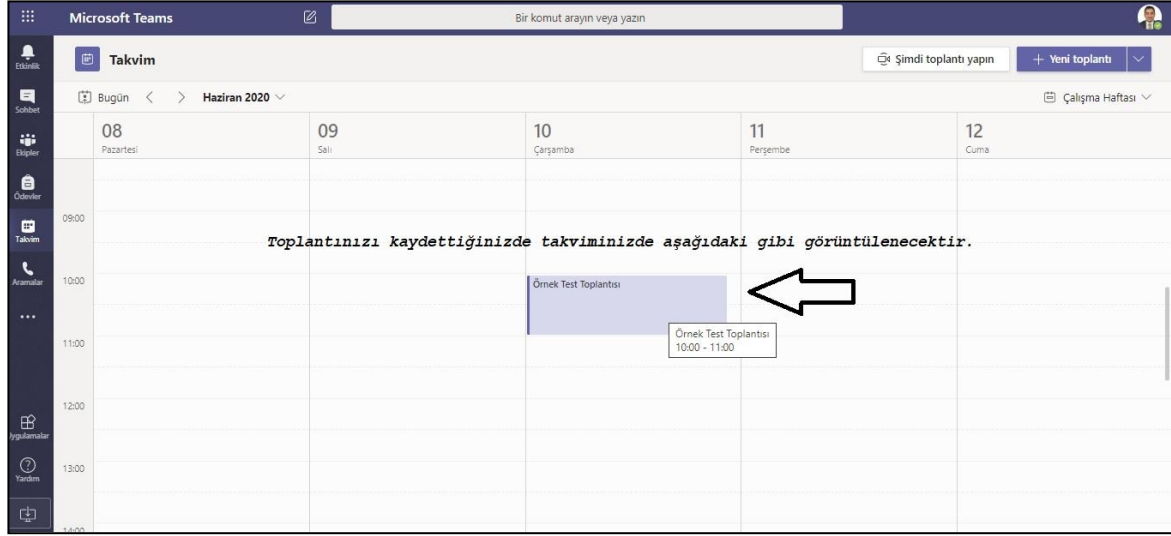 Microsoft Teams
Bir komut arayın veya yazın
Etkinlik
Sohbet
Ekipler
Ödevler
Takvim
Aramalar
Uygulamalar
Yardım
Takvim
Şimdi toplantı yapın
+ Yeni toplantı
Bugün < > Haziran 2020
Çalışma Haftası
08 09 10 11 12
Pazartesi Salı Çarşamba Perşembe Cuma
09:00
Toplantınızı kaydettiğinizde takviminizde aşağıdaki gibi görüntülenecektir.
10:00
Örnek Test Toplantısı
Örnek Test Toplantısı
10:00 - 11:00
11:00
12:00
13:00
14:00